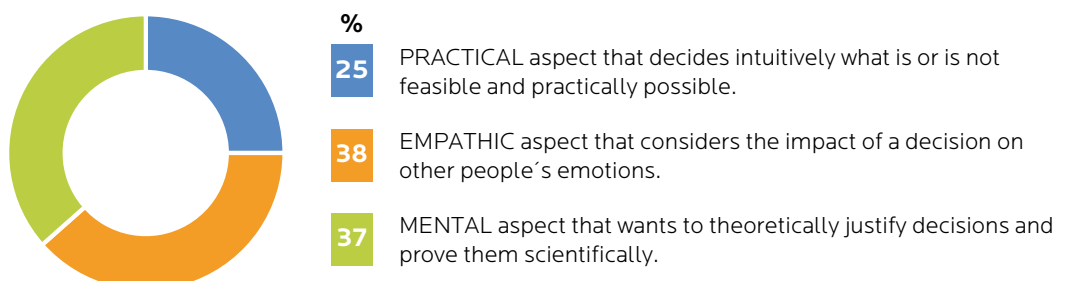 %
25 PRACTICAL aspect that decides intuitively what is or is not
feasible and practically possible.
38 EMPATHIC aspect that considers the impact of a decision on
other people´s emotions.
37 MENTAL aspect that wants to theoretically justify decisions and
prove them scientifically.